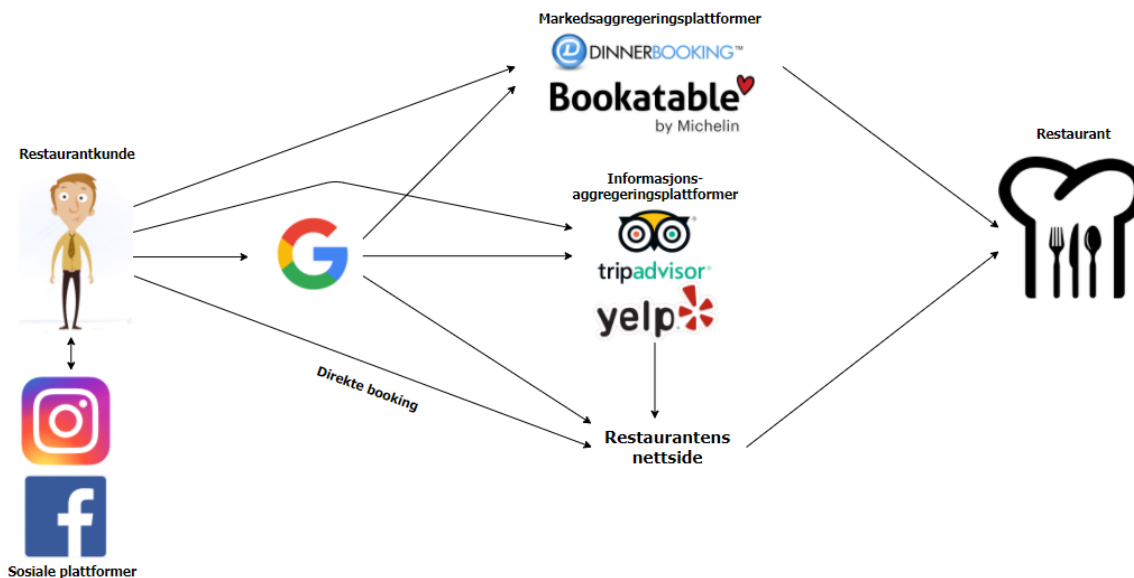 Markedsaggregeringsplattformer
DINNERBOOKING™
Bookatable
by Michelin
Restaurantkunde
Restaurant
Informasjons-
aggregeringsplattformer
G
tripadvisor®
yelp
Direkte booking
Restaurantens
nettside
f
Sosiale plattformer